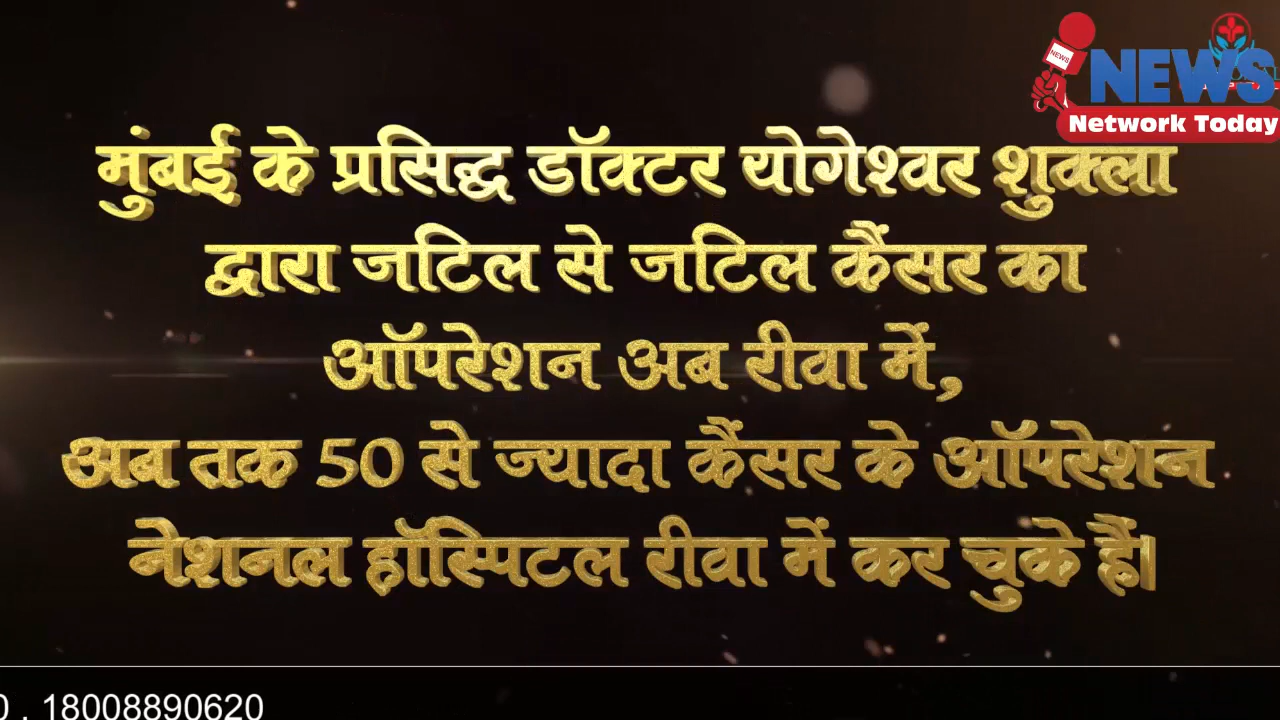 NEWS
NEWS
Network Today
मुंबई के प्रसिद्ध डॉक्टर योगेश्वर शुक्ला
द्वारा जटिल से जटिल कैंसर का
ऑपरेशन अब रीवा में,
अब तक 50 से ज्यादा कैंसर के ऑपरेशन
नेशनल हॉस्पिटल रीवा में कर चुके हैं।
0 , 18008890620